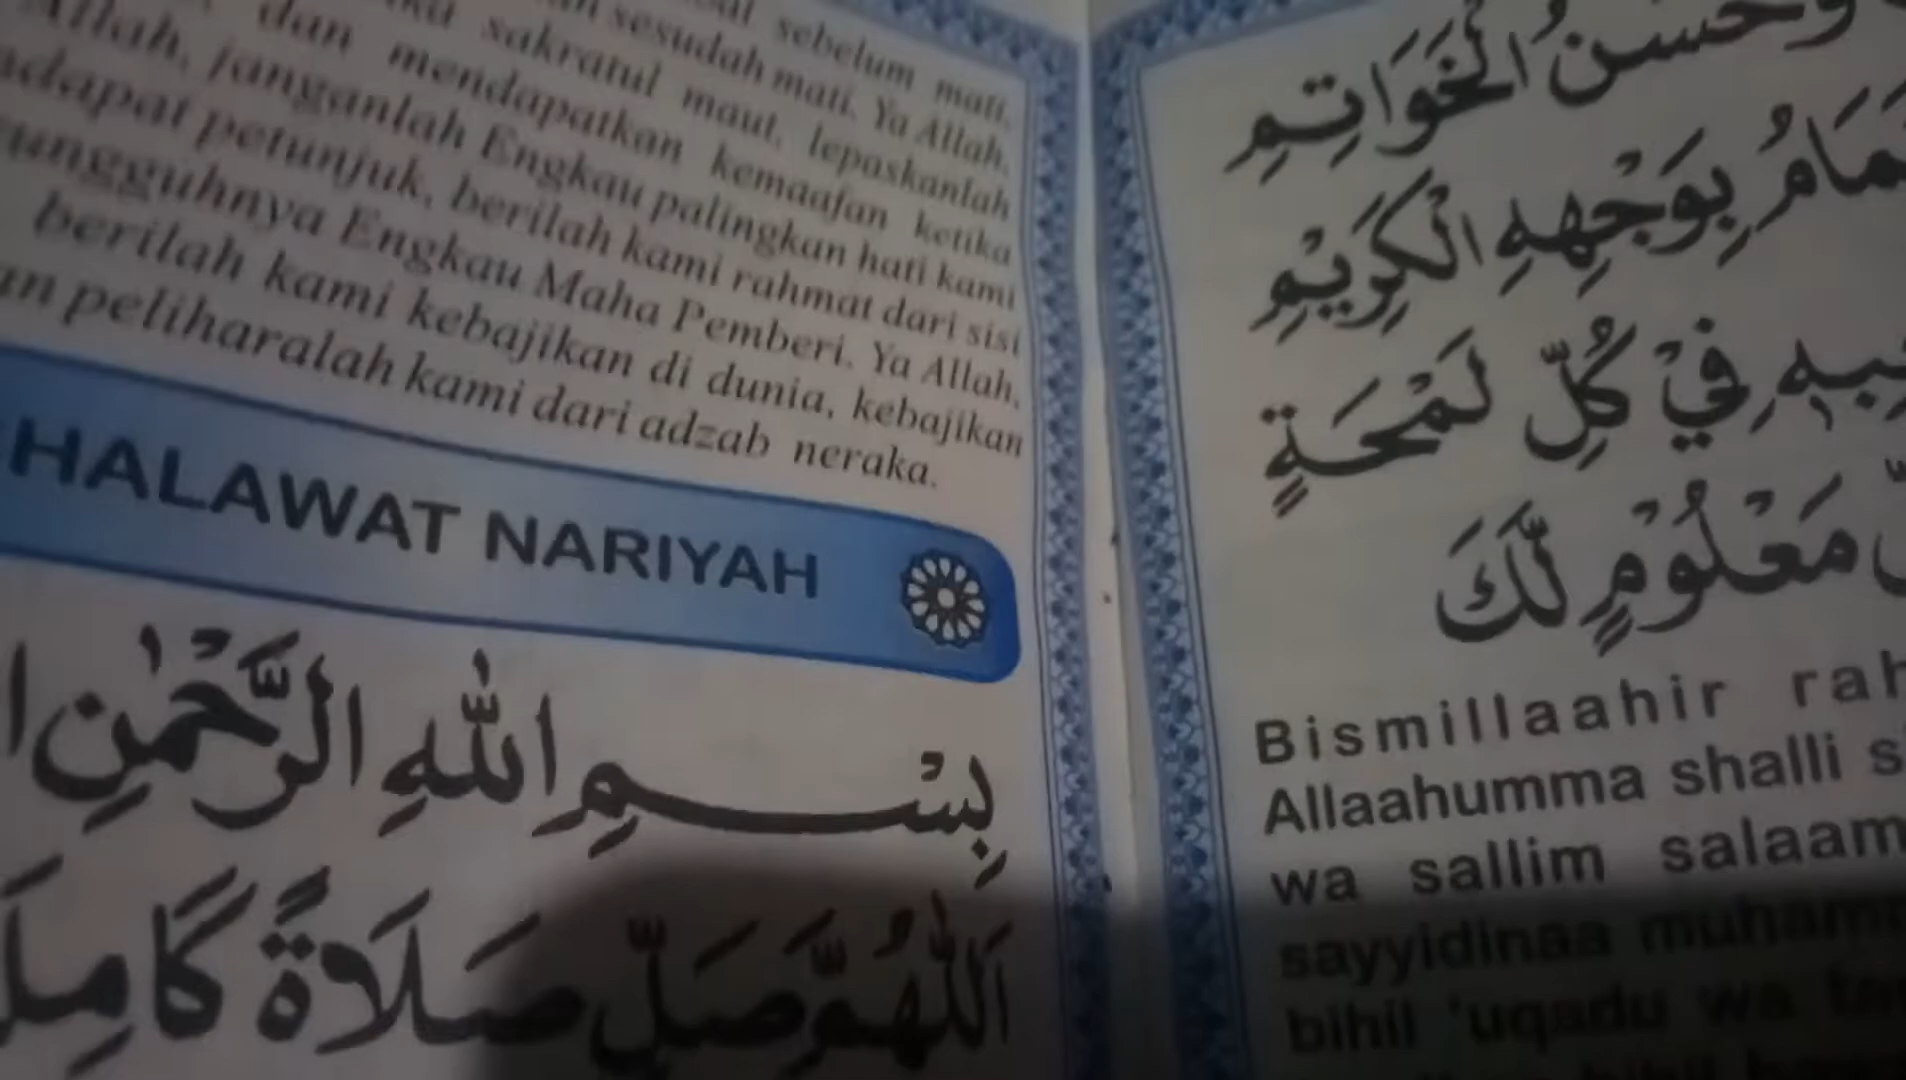 sebelum mati,
sesudah mati. Ya Allah,
sakratul maut, lepaskanlah
dan mendapatkan kemaafan ketika
Allah, janganlah Engkau palingkan hati kami
petunjuk, berilah kami rahmat dari sisi
Engkau Maha Pemberi. Ya Allah,
berilah kami kebajikan di dunia, kebajikan
peliharalah kami dari adzab neraka.
HALAWAT NARIYAH
بِسْمِ اللّٰهِ الرَّحْمٰنِ
اَللّٰهُمَّ صَلِّ صَلَاةً كَامِلَ
وَحُسْنُ الْخَوَاتِمِ
بِوَجْهِهِ الْكَرِيْمِ
فِيْ كُلِّ لَمْحَةٍ
مَعْلُوْمٍ لَّكَ
Bismillaahir rah
Allaahumma shalli s
wa sallim salaam
sayyidinaa muhamm
bihil 'uqadu wa tan